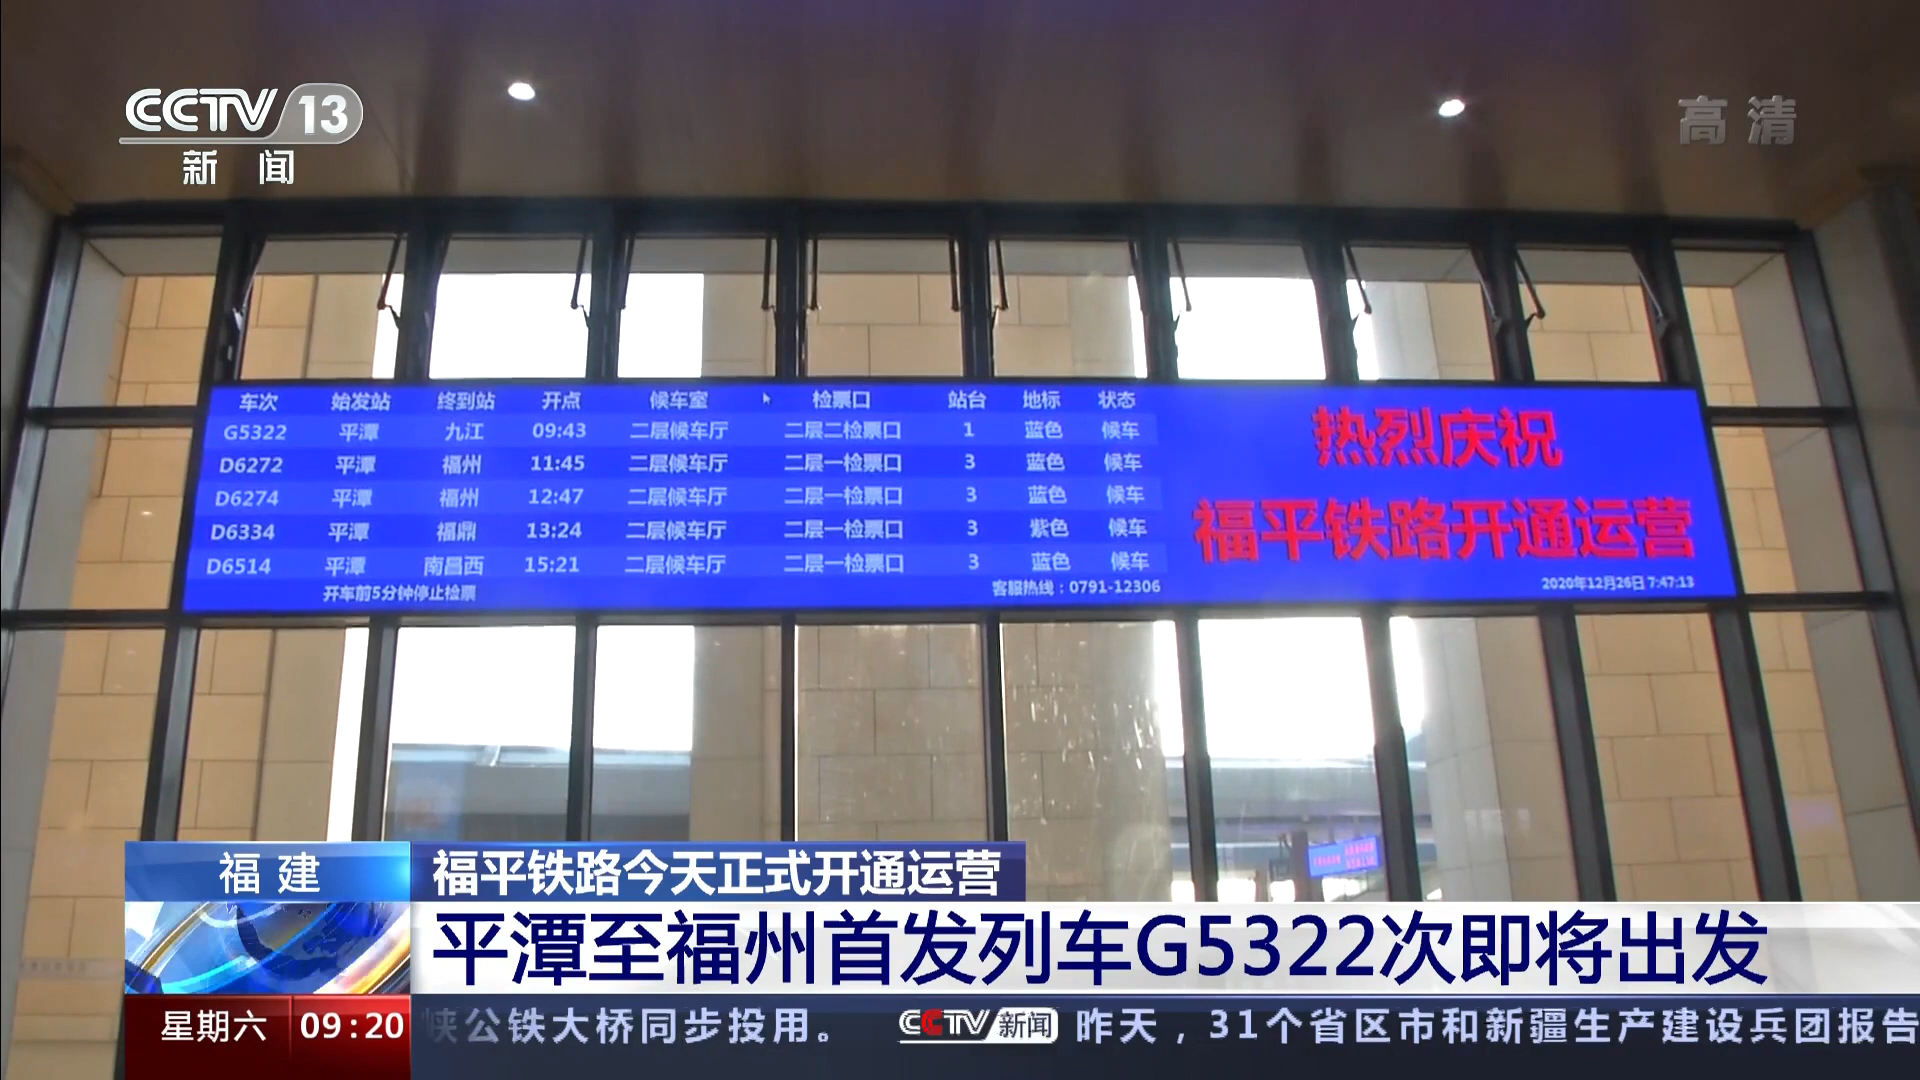 CCTV 13
新闻
高清
车次 始发站 终到站 开点 候车室 检票口 站台 地标 状态
G5322 平潭 九江 09:43 二层候车厅 二层二检票口 1 蓝色 候车
D6272 平潭 福州 11:45 二层候车厅 二层一检票口 3 蓝色 候车
D6274 平潭 福州 12:47 二层候车厅 二层一检票口 3 蓝色 候车
D6334 平潭 福鼎 13:24 二层候车厅 二层一检票口 3 紫色 候车
D6514 平潭 南昌西 15:21 二层候车厅 二层一检票口 3 蓝色 候车
开车前5分钟停止检票 客服热线：0791-12306
热烈庆祝
福平铁路开通运营
2020年12月26日 7:47:13
福建
福平铁路今天正式开通运营
平潭至福州首发列车G5322次即将出发
星期六 09:20
峡公铁大桥同步投用。 CCTV新闻 昨天，31个省区市和新疆生产建设兵团报告